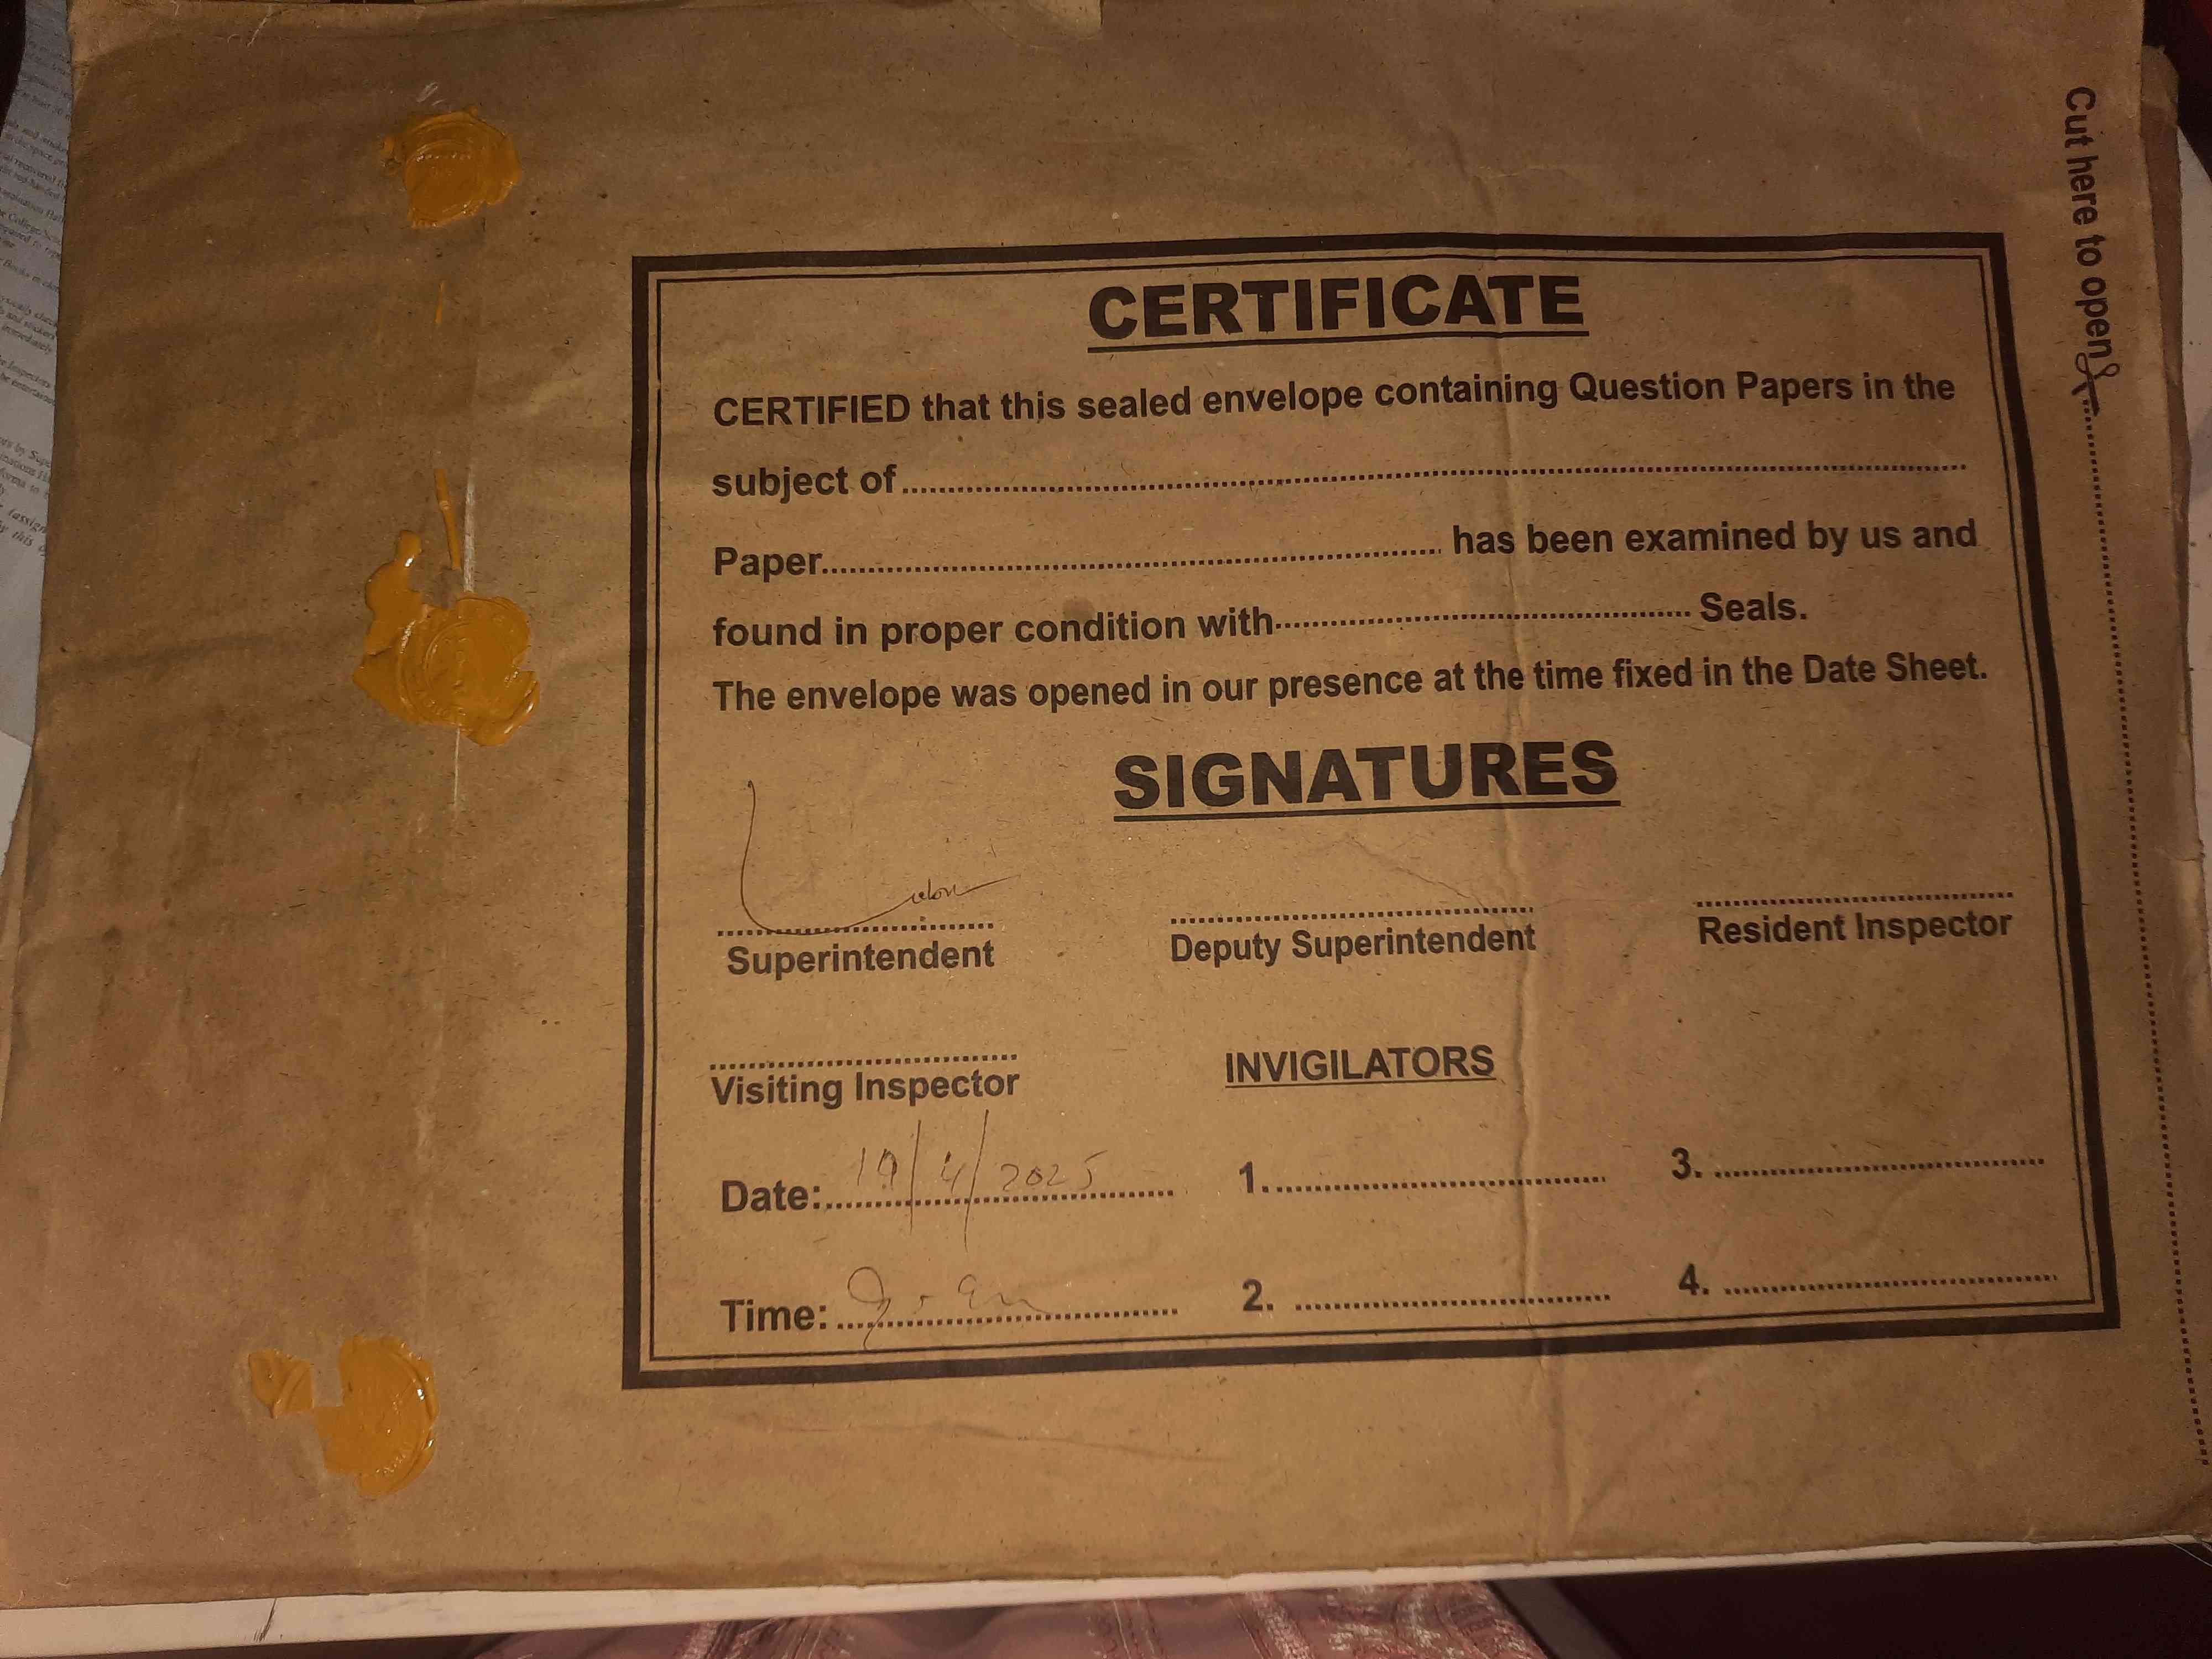 Cut here to open
CERTIFICATE
CERTIFIED that this sealed envelope containing Question Papers in the
subject of
Paper has been examined by us and
found in proper condition with Seals.
The envelope was opened in our presence at the time fixed in the Date Sheet.
SIGNATURES
Superintendent Deputy Superintendent Resident Inspector
Visiting Inspector INVIGILATORS
Date: 19/4/2025 1. 3.
Time: 2. 4.